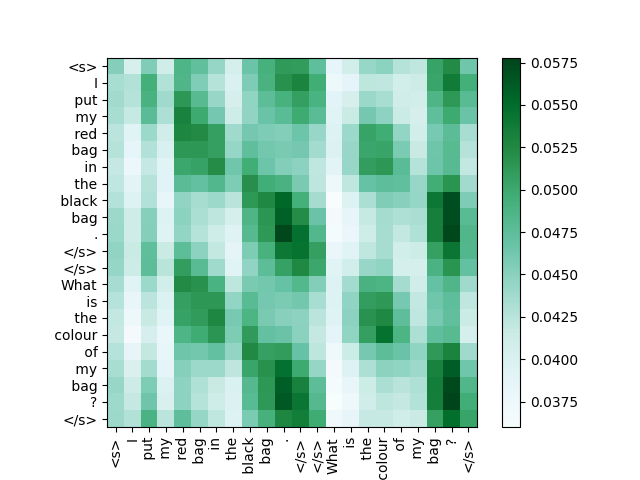 <s>
I
put
my
red
bag
in
the
black
bag
.
</s>
</s>
What
is
the
colour
of
my
bag
?
</s>
<s>
I
put
my
red
bag
in
the
black
bag
.
</s>
</s>
What
is
the
colour
of
my
bag
?
</s>
0.0575
0.0550
0.0525
0.0500
0.0475
0.0450
0.0425
0.0400
0.0375